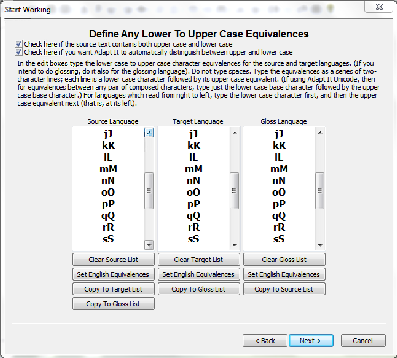 Start Working
Define Any Lower To Upper Case Equivalences
Check here if the source text contains both upper case and lower case
Check here if you want Adapt It to automatically distinguish between upper and lower case
In the edit boxes type the lower case to upper case character equivalences for the source and target languages. (If you
intend to do glossing, do it also for the glossing language). Do not type spaces. Type the equivalences as a series of two-
character lines; each line is a lower case character followed by its upper case equivalent. (If using Adapt It Unicode, then
for equivalences between any pair of composed characters, type just the lower case base character followed by the
upper case base character.) For languages which read from right to left, type the lower case character first, and then the upper
case equivalent next (that is, at its left).
Source Language Target Language Gloss Language
jJ jJ jJ
kK kK kK
lL lL lL
mM mM mM
nN nN nN
oO oO oO
pP pP pP
qQ qQ qQ
rR rR rR
sS sS sS
Clear Source List Clear Target List Clear Gloss List
Set English Equivalences Set English Equivalences Set English Equivalences
Copy To Target List Copy To Gloss List Copy To Source List
Copy To Gloss List
< Back Next > Cancel